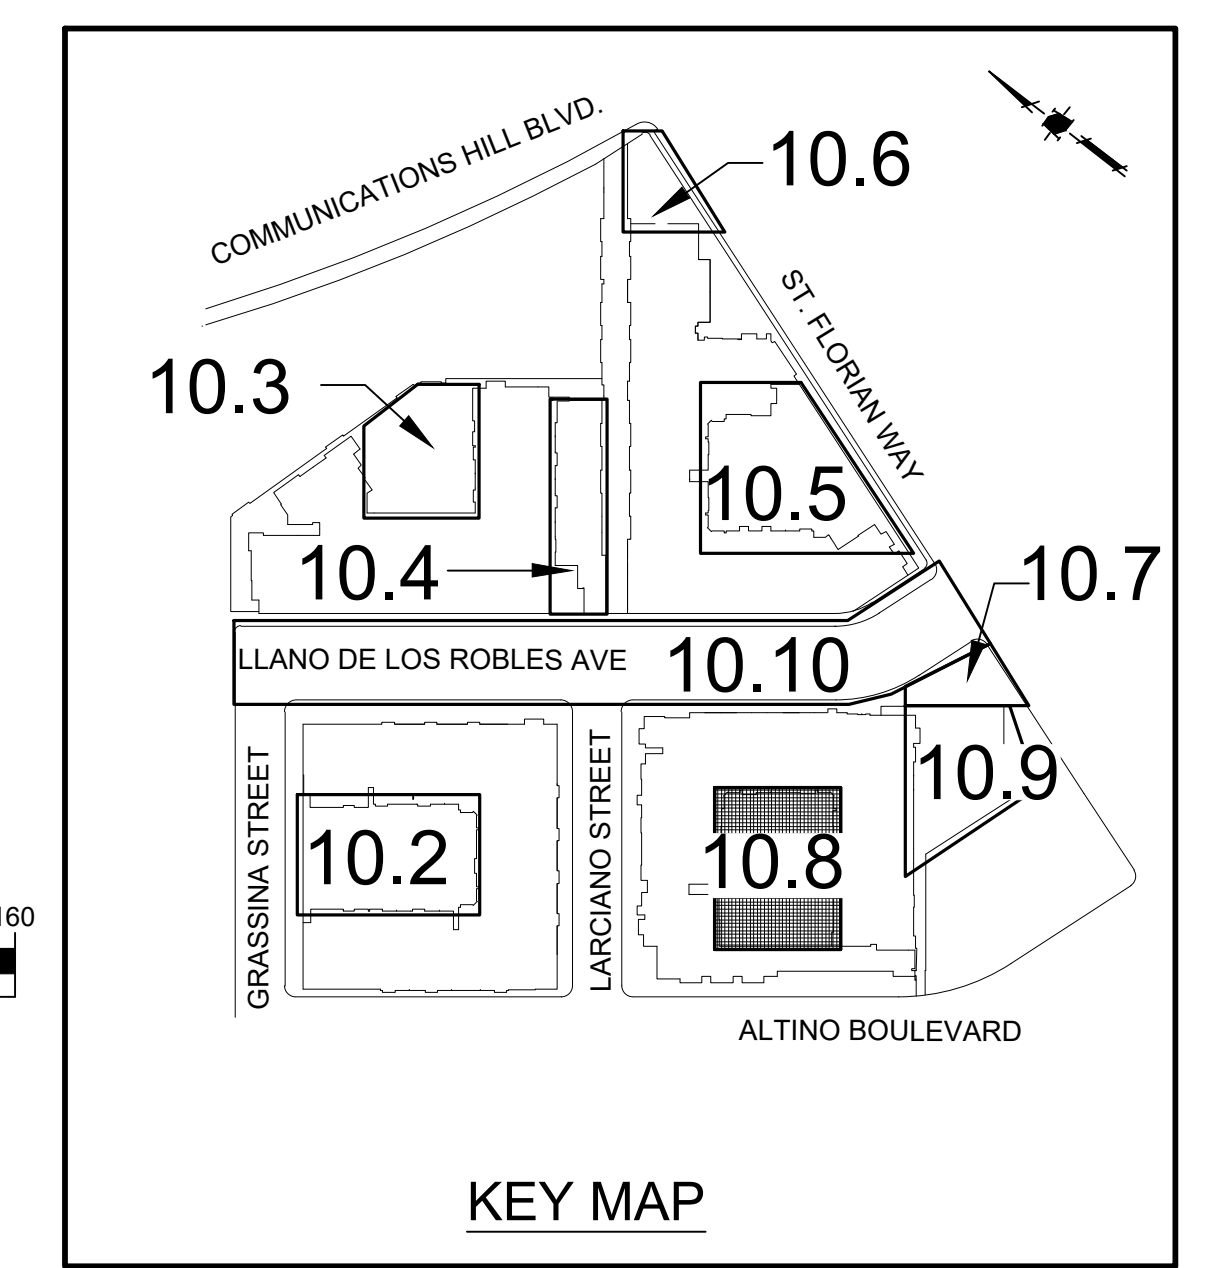 COMMUNICATIONS HILL BLVD.
10.6
ST. FLORIAN WAY
10.3
10.5
10.4
10.7
LLANO DE LOS ROBLES AVE
10.10
GRASSINA STREET
LARCIANO STREET
10.9
10.2
10.8
160
ALTINO BOULEVARD
KEY MAP